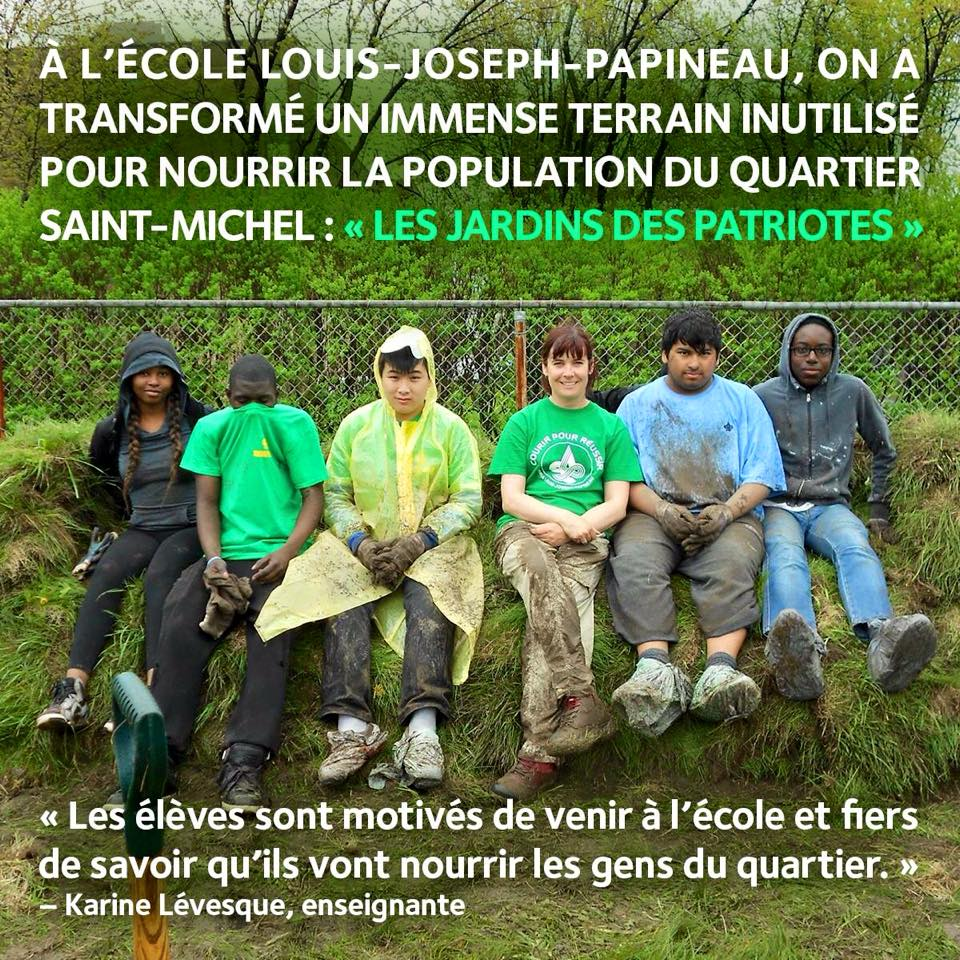 À L'ÉCOLE LOUIS-JOSEPH-PAPINEAU, ON A
TRANSFORMÉ UN IMMENSE TERRAIN INUTILISÉ
POUR NOURRIR LA POPULATION DU QUARTIER
SAINT-MICHEL : « LES JARDINS DES PATRIOTES »
COURIR POUR RÉUSSIR
« Les élèves sont motivés de venir à l'école et fiers
de savoir qu'ils vont nourrir les gens du quartier. »
– Karine Lévesque, enseignante